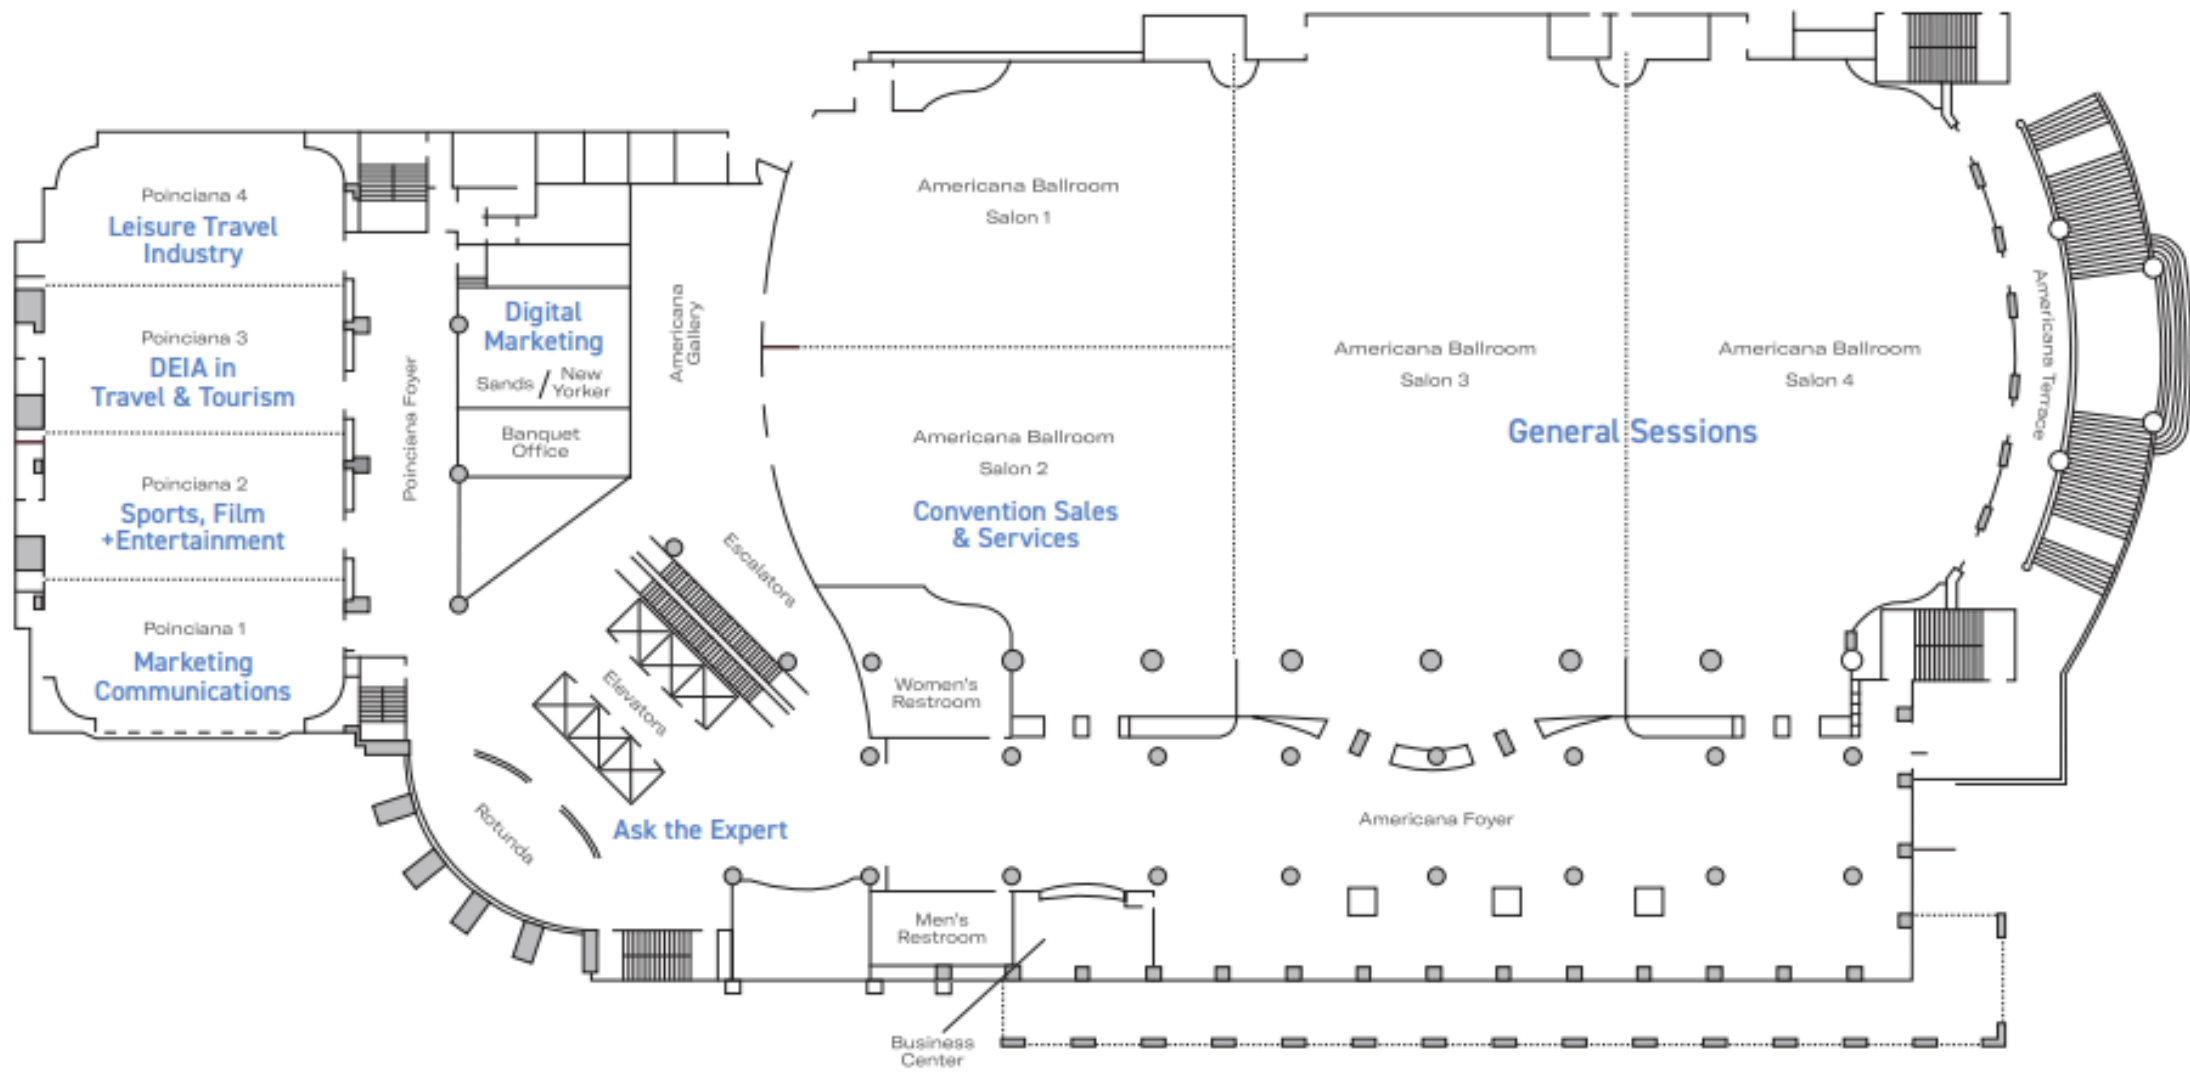 Poinciana 4
Leisure Travel
Industry
Poinciana 3
DEIA in
Travel & Tourism
Poinciana 2
Sports, Film
+Entertainment
Poinciana 1
Marketing
Communications
Poinciana Foyer
Digital
Marketing
Sands / New
Yorker
Banquet
Office
Americana
Gallery
Escalators
Elevators
Rotunda
Ask the Expert
Americana Ballroom
Salon 1
Americana Ballroom
Salon 2
Convention Sales
& Services
Americana Ballroom
Salon 3
Americana Ballroom
Salon 4
General Sessions
Americana Terrace
Women's
Restroom
Americana Foyer
Men's
Restroom
Business
Center